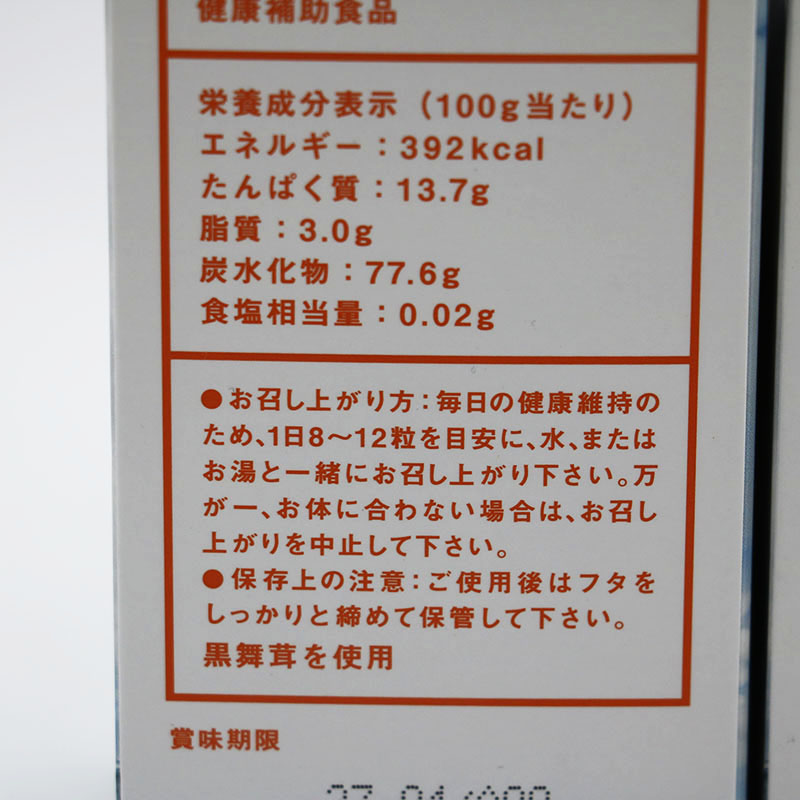 健康補助食品
栄養成分表示（100g当たり）
エネルギー：392kcal
たんぱく質：13.7g
脂質：3.0g
炭水化物：77.6g
食塩相当量：0.02g
●お召し上がり方：毎日の健康維持の
ため、1日8〜12粒を目安に、水、または
お湯と一緒にお召し上がり下さい。万
が一、お体に合わない場合は、お召し
上がりを中止して下さい。
●保存上の注意：ご使用後はフタを
しっかりと締めて保管して下さい。
黒舞茸を使用
賞味期限